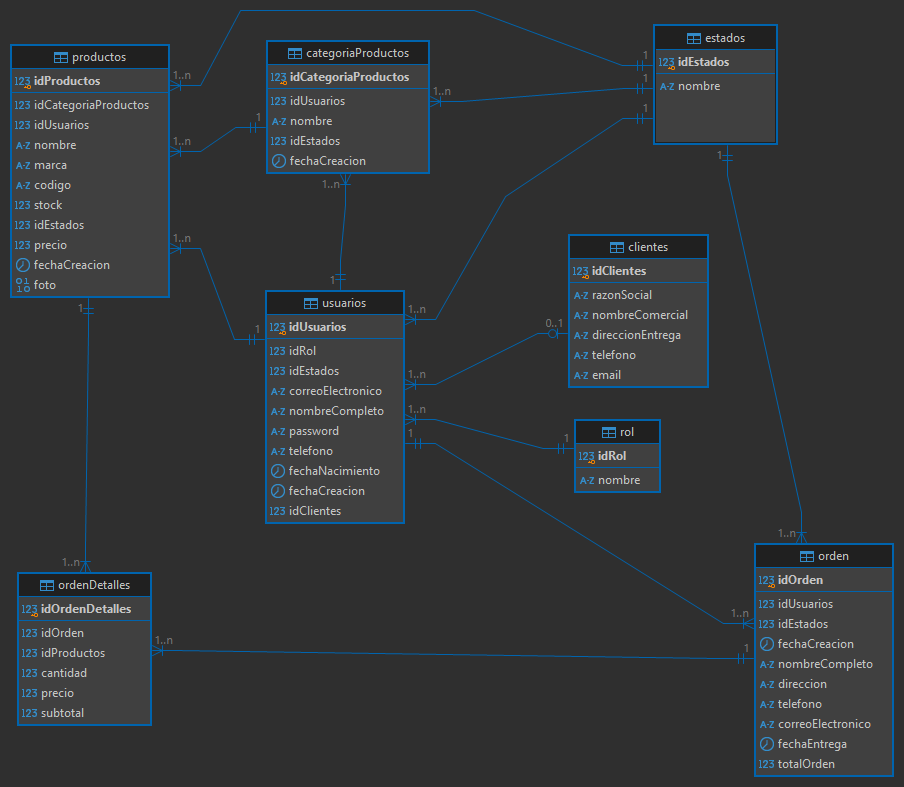 productos
123 idProductos
123 idCategoriaProductos
123 idUsuarios
A-Z nombre
A-Z marca
A-Z codigo
123 stock
123 idEstados
123 precio
fechaCreacion
foto
categoriaProductos
123 idCategoriaProductos
123 idUsuarios
A-Z nombre
123 idEstados
fechaCreacion
estados
123 idEstados
A-Z nombre
1..n
1
1
1..n
1
1..n
1
1..n
1..n
1
1
1
1
usuarios
123 idUsuarios
123 idRol
123 idEstados
A-Z correoElectronico
A-Z nombreCompleto
A-Z password
A-Z telefono
fechaNacimiento
fechaCreacion
123 idClientes
1..n
0..1
1..n
1..n
1
1
clientes
123 idClientes
A-Z razonSocial
A-Z nombreComercial
A-Z direccionEntrega
A-Z telefono
A-Z email
rol
123 idRol
A-Z nombre
1..n
1..n
ordenDetalles
123 idOrdenDetalles
123 idOrden
123 idProductos
123 cantidad
123 precio
123 subtotal
1..n
1..n
1
orden
123 idOrden
123 idUsuarios
123 idEstados
fechaCreacion
A-Z nombreCompleto
A-Z direccion
A-Z telefono
A-Z correoElectronico
fechaEntrega
123 totalOrden